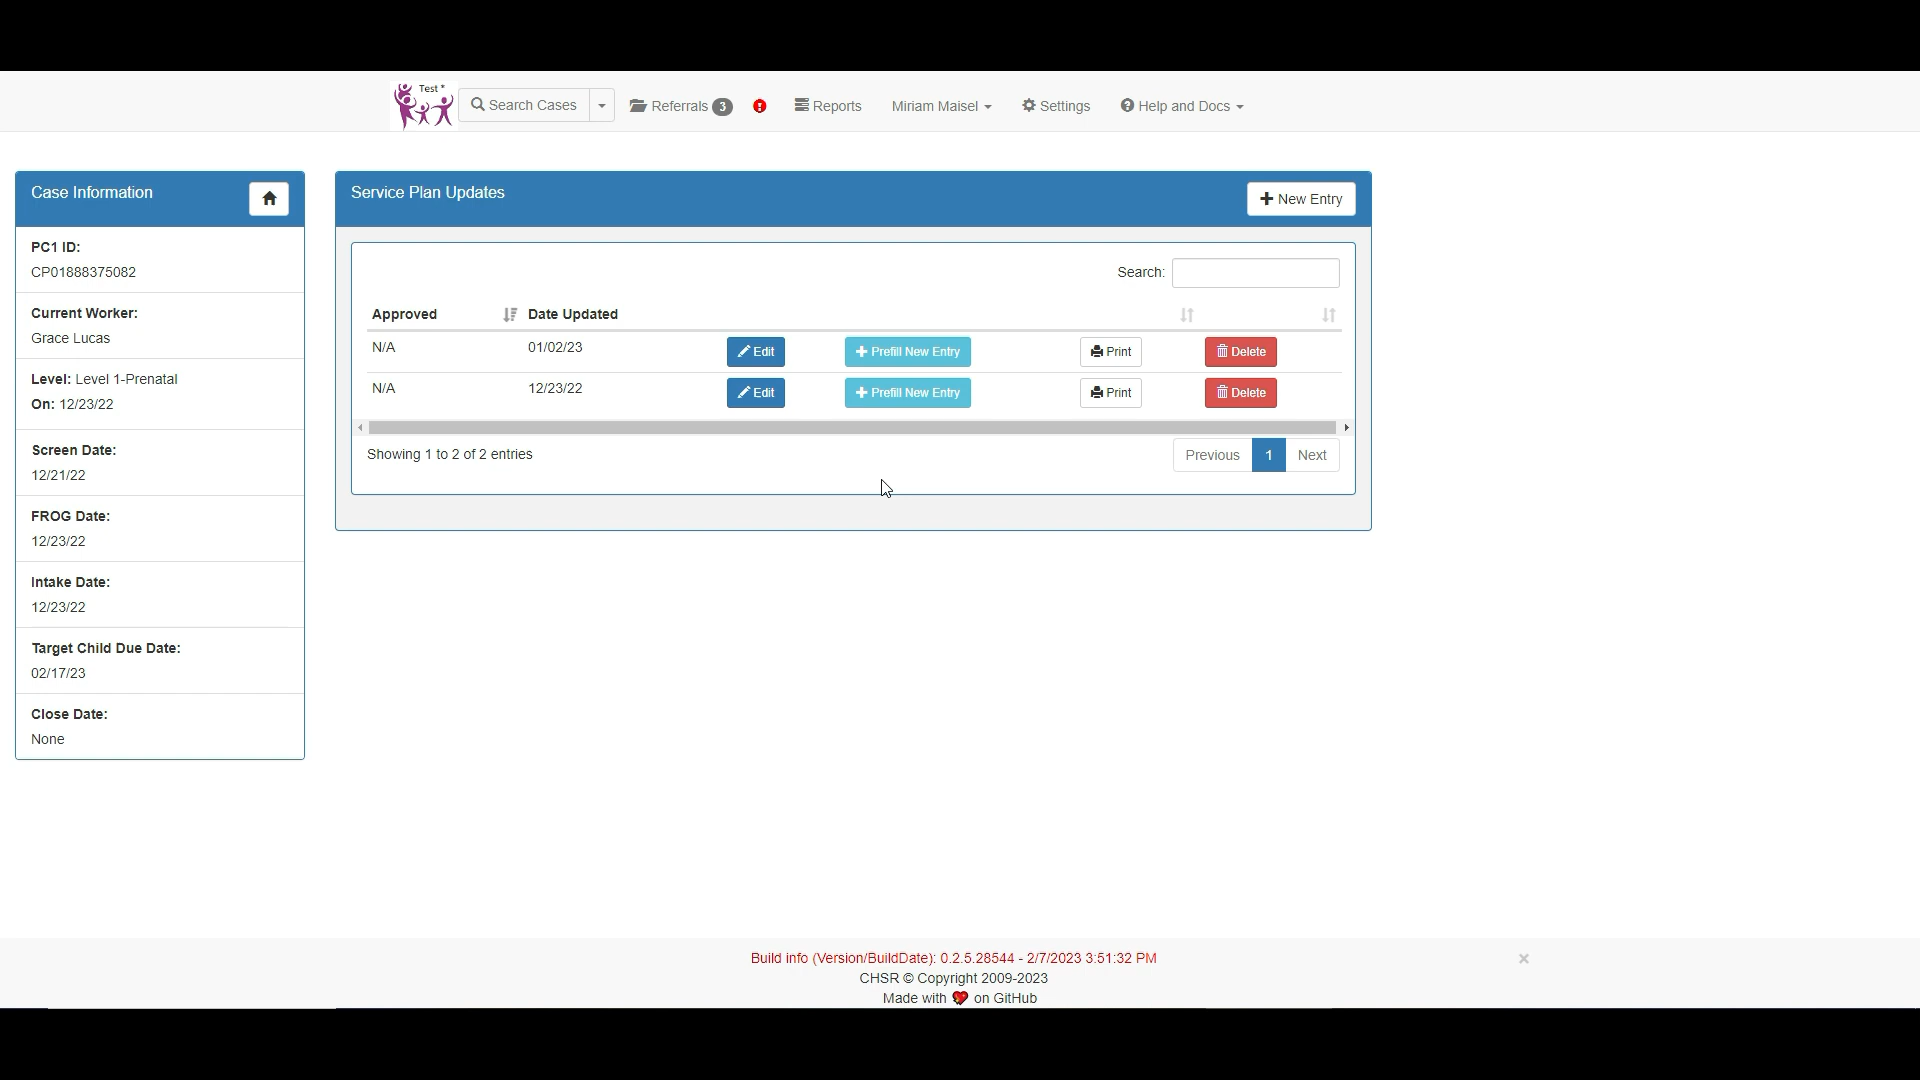 Test *
Search Cases
Referrals 3
Reports
Miriam Maisel
Settings
Help and Docs
Case Information
PC1 ID:
CP01888375082
Current Worker:
Grace Lucas
Level: Level 1-Prenatal
On: 12/23/22
Screen Date:
12/21/22
FROG Date:
12/23/22
Intake Date:
12/23/22
Target Child Due Date:
02/17/23
Close Date:
None
Service Plan Updates
New Entry
Search:
Approved Date Updated
N/A 01/02/23 Edit Prefill New Entry Print Delete
N/A 12/23/22 Edit Prefill New Entry Print Delete
Showing 1 to 2 of 2 entries
Previous 1 Next
Build info (Version/BuildDate): 0.2.5.28544 - 2/7/2023 3:51:32 PM
CHSR © Copyright 2009-2023
Made with on GitHub